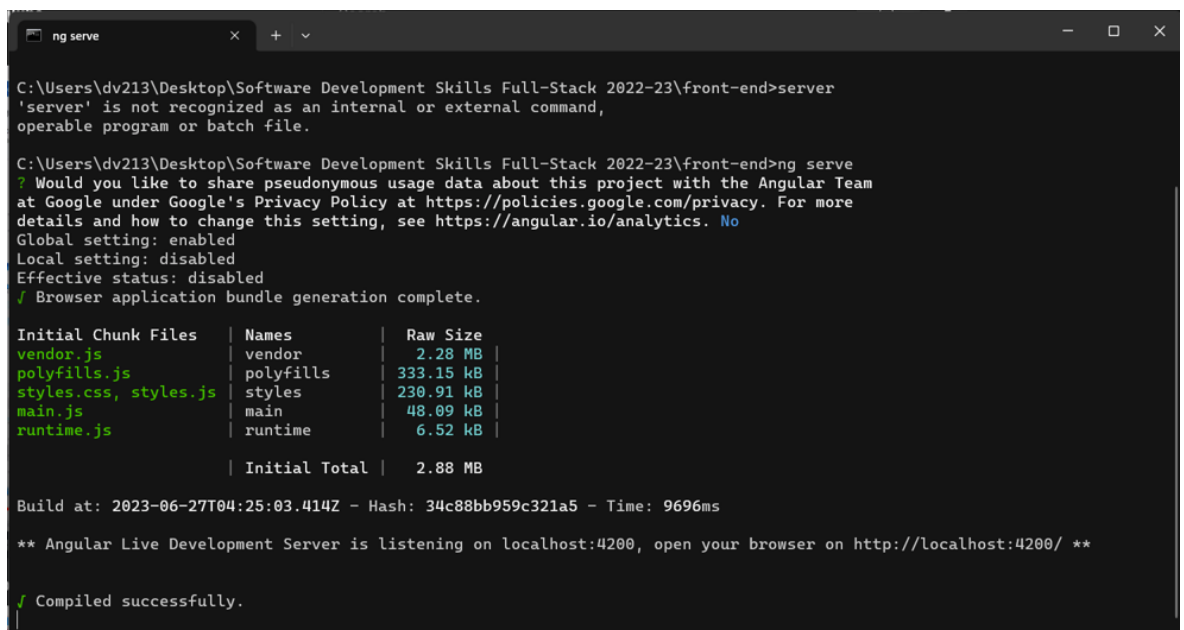 ng serve
C:\Users\dv213\Desktop\Software Development Skills Full-Stack 2022-23\front-end>server
'server' is not recognized as an internal or external command,
operable program or batch file.
C:\Users\dv213\Desktop\Software Development Skills Full-Stack 2022-23\front-end>ng serve
? Would you like to share pseudonymous usage data about this project with the Angular Team
at Google under Google's Privacy Policy at https://policies.google.com/privacy. For more
details and how to change this setting, see https://angular.io/analytics. No
Global setting: enabled
Local setting: disabled
Effective status: disabled
√ Browser application bundle generation complete.
Initial Chunk Files | Names | Raw Size
vendor.js | vendor | 2.28 MB |
polyfills.js | polyfills | 333.15 kB |
styles.css, styles.js | styles | 230.91 kB |
main.js | main | 48.09 kB |
runtime.js | runtime | 6.52 kB |
| Initial Total | 2.88 MB
Build at: 2023-06-27T04:25:03.414Z - Hash: 34c88bb959c321a5 - Time: 9696ms
** Angular Live Development Server is listening on localhost:4200, open your browser on http://localhost:4200/ **
√ Compiled successfully.